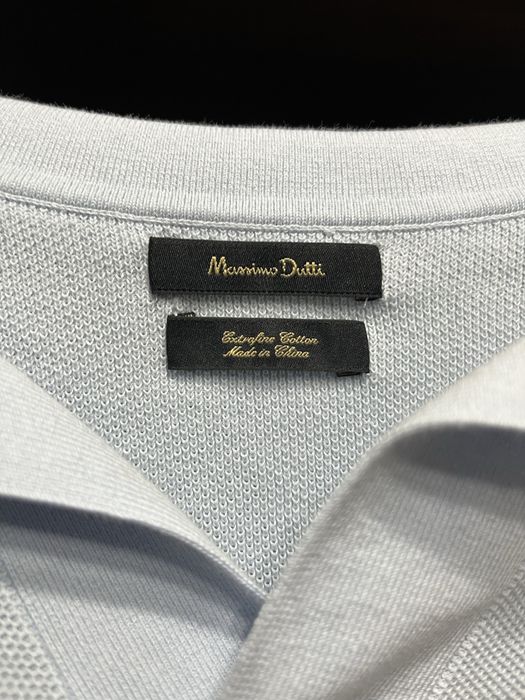 Massimo Dutti
Extrafine Cotton
Made in China